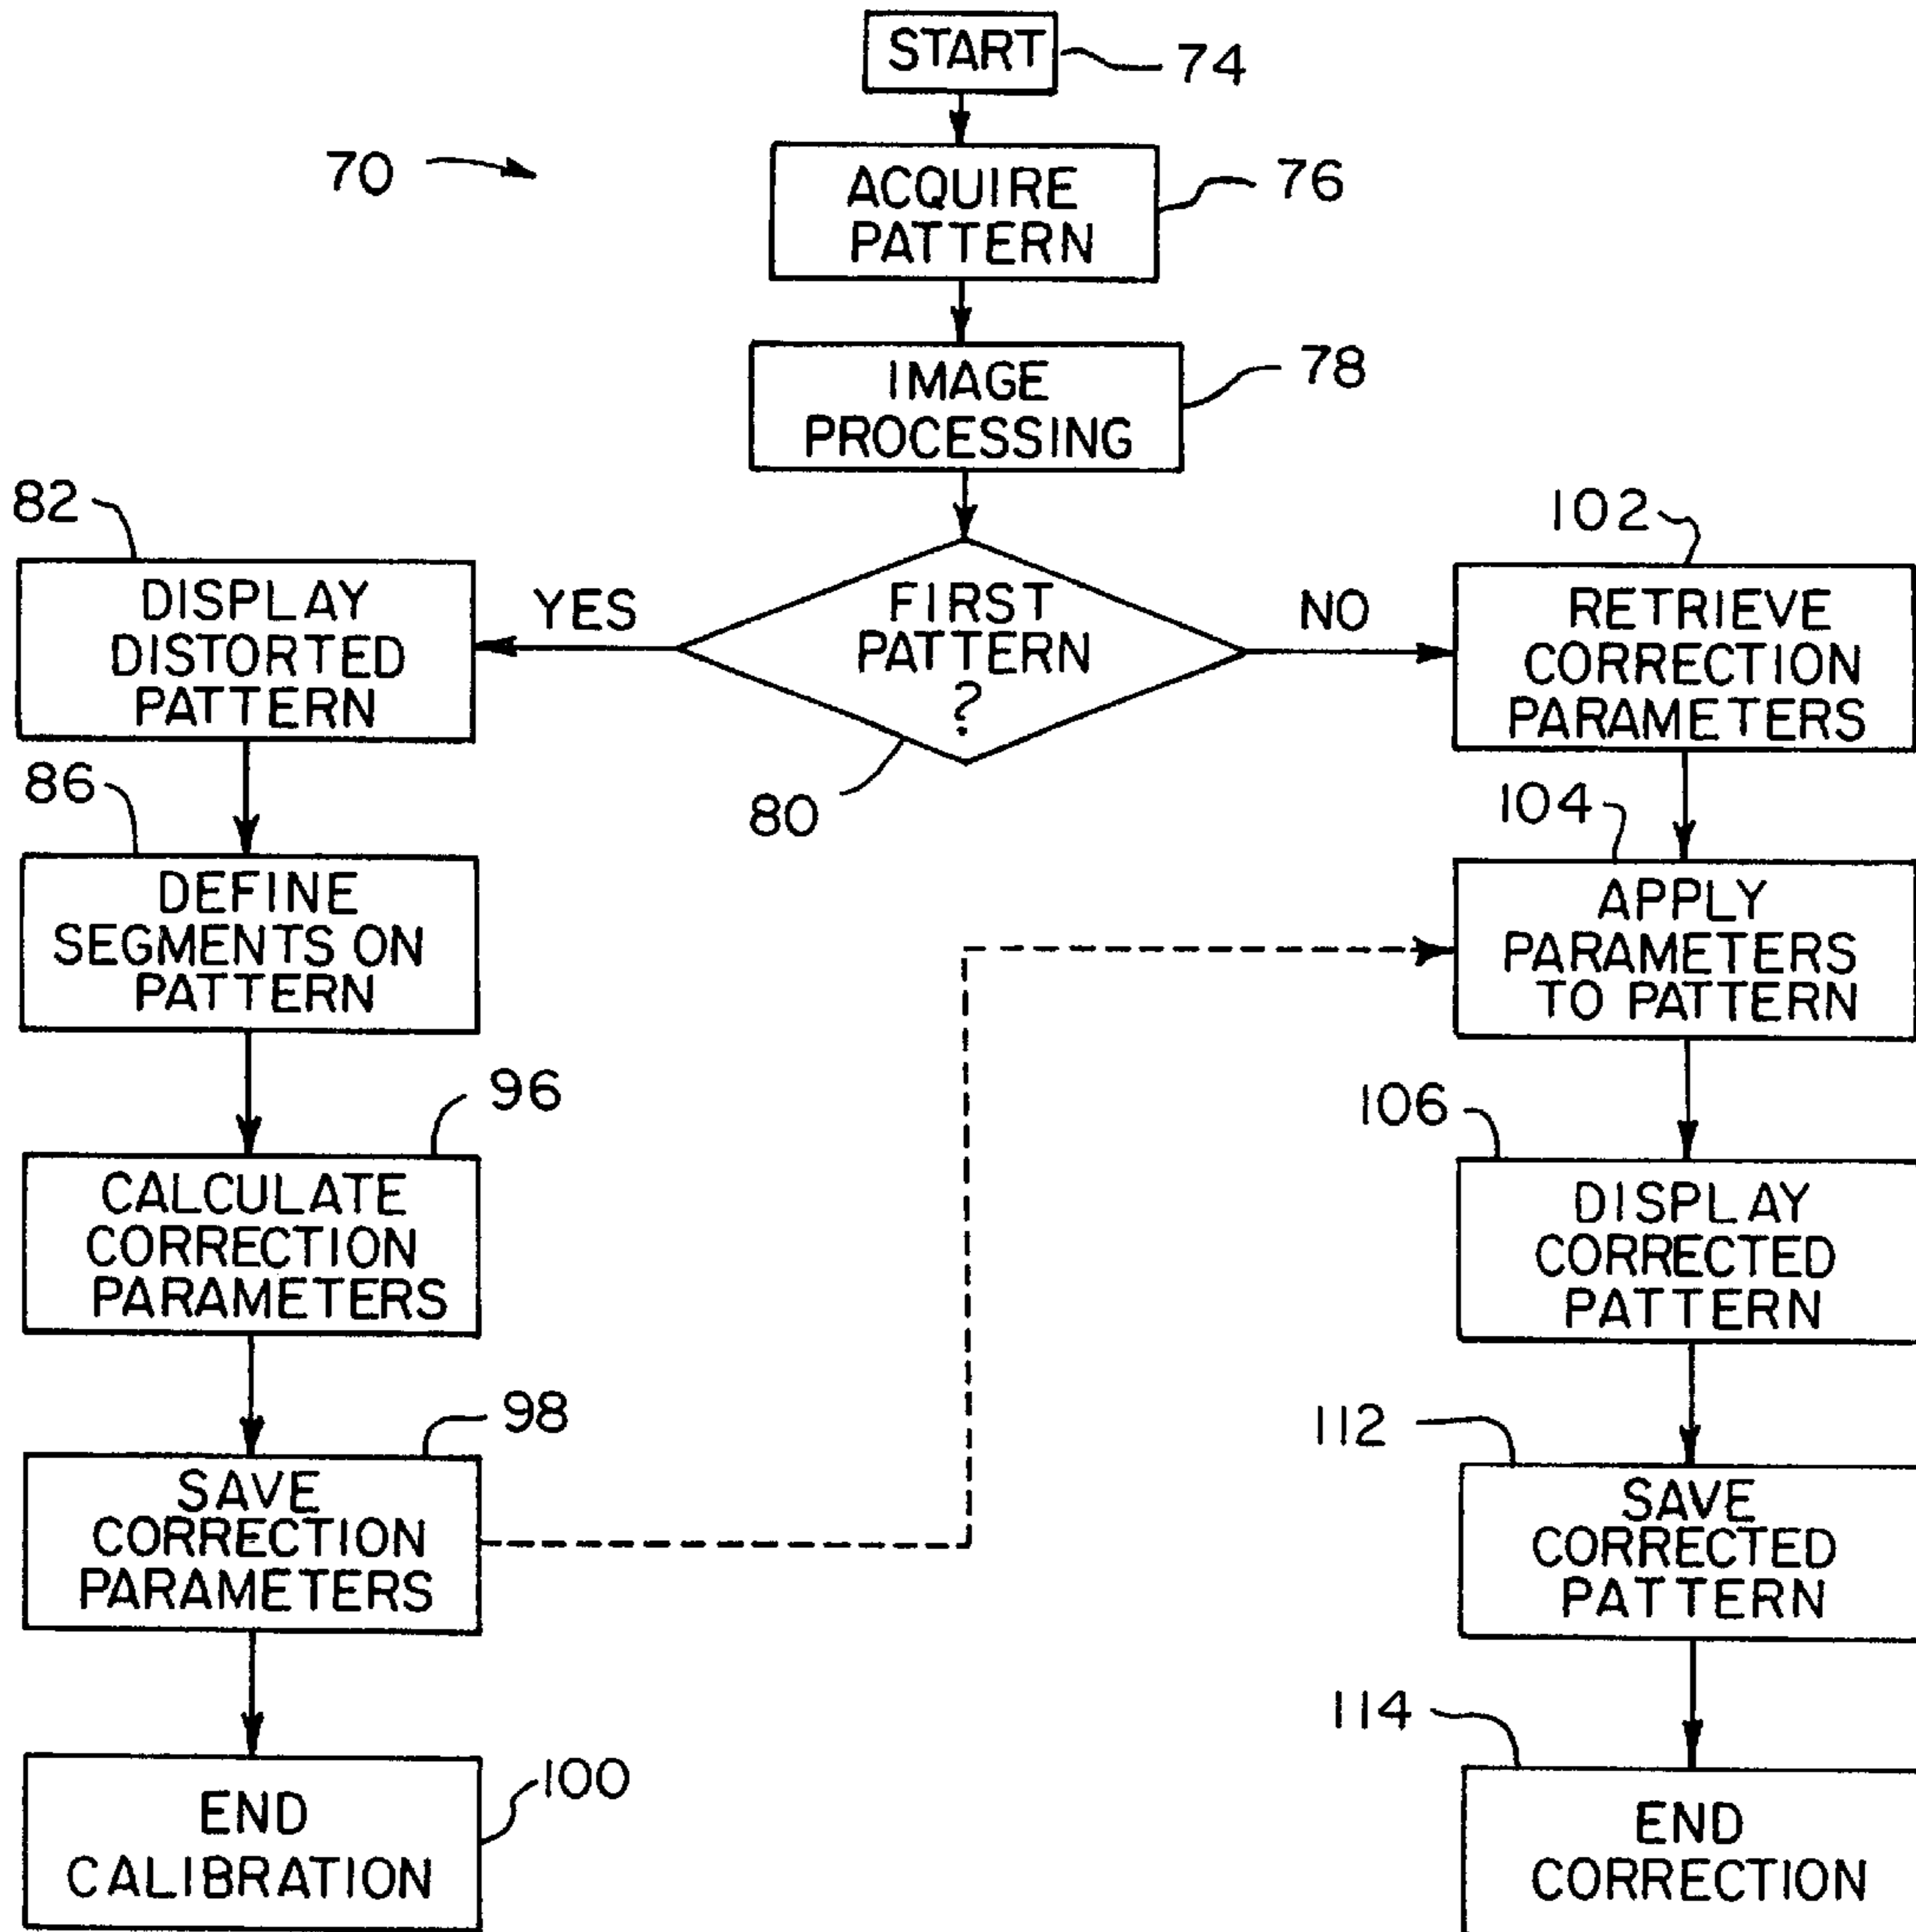 START
74
70
ACQUIRE
PATTERN
76
IMAGE
PROCESSING
78
FIRST
PATTERN
?
80
YES
NO
82
DISPLAY
DISTORTED
PATTERN
86
DEFINE
SEGMENTS ON
PATTERN
96
CALCULATE
CORRECTION
PARAMETERS
98
SAVE
CORRECTION
PARAMETERS
END
CALIBRATION
100
102
RETRIEVE
CORRECTION
PARAMETERS
104
APPLY
PARAMETERS
TO PATTERN
106
DISPLAY
CORRECTED
PATTERN
112
SAVE
CORRECTED
PATTERN
114
END
CORRECTION